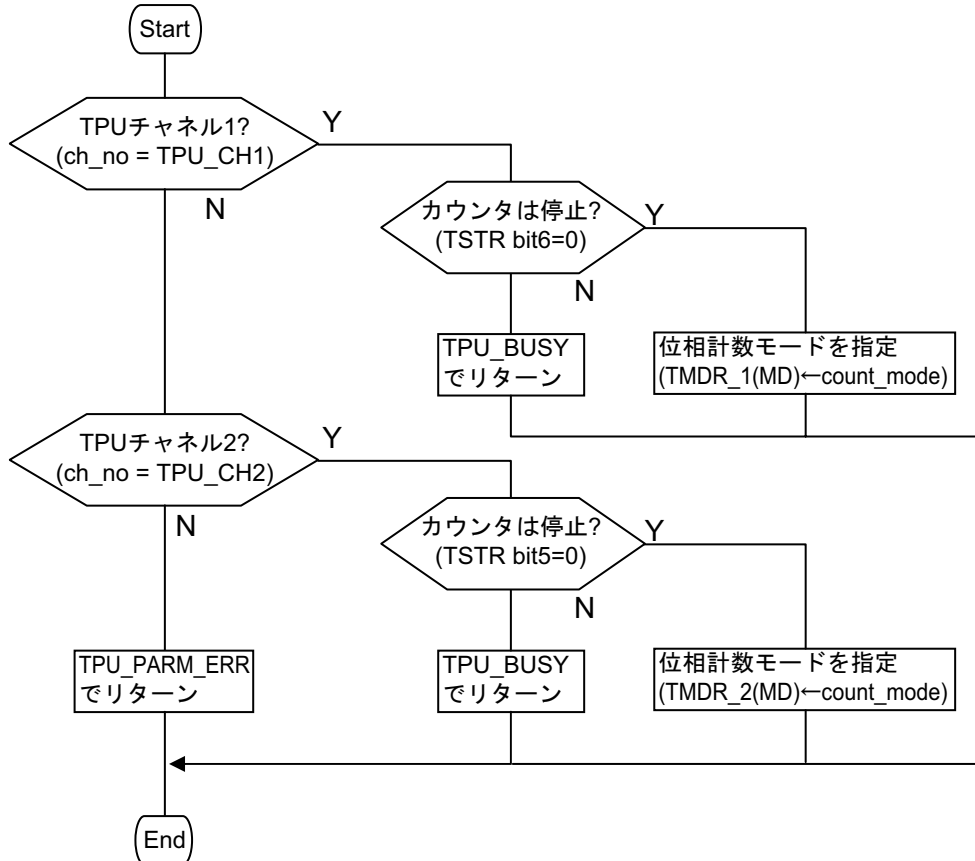 Start
TPUチャネル1?
(ch_no = TPU_CH1)
Y
N
カウンタは停止?
(TSTR bit6=0)
Y
N
TPU_BUSY
でリターン
位相計数モードを指定
(TMDR_1(MD)←count_mode)
TPUチャネル2?
(ch_no = TPU_CH2)
Y
N
カウンタは停止?
(TSTR bit5=0)
Y
N
TPU_PARM_ERR
でリターン
TPU_BUSY
でリターン
位相計数モードを指定
(TMDR_2(MD)←count_mode)
End